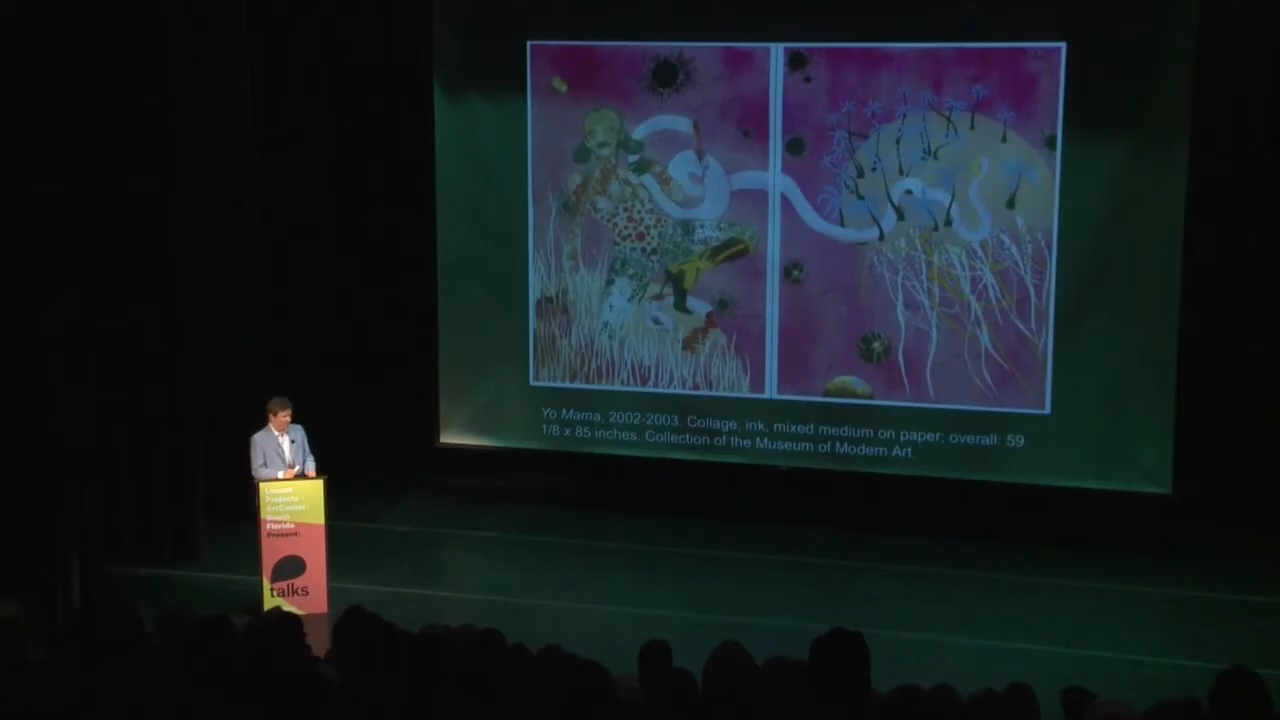 Yo Mama, 2002-2003. Collage, ink, mixed medium on paper; overall: 59
1/8 x 85 inches. Collection of the Museum of Modern Art.
Locust
Projects +
ArtCenter/
South
Florida
Present:
talks